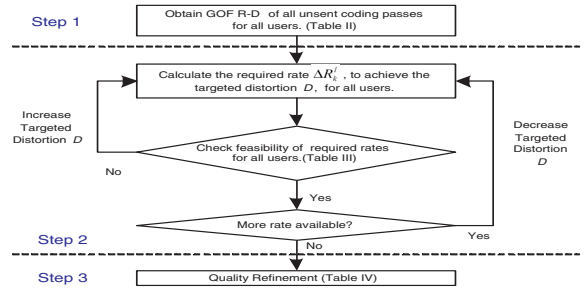 Step 1
Obtain GOF R-D of all unsent coding passes
for all users. (Table II)
Calculate the required rate ΔR_k^i , to achieve the
targeted distortion D, for all users.
Increase
Targeted
Distortion D
Decrease
Targeted
Distortion
D
Check feasibility of required rates
for all users.(Table III)
No
Yes
More rate available?
Step 2
No
Yes
Step 3
Quality Refinement (Table IV)